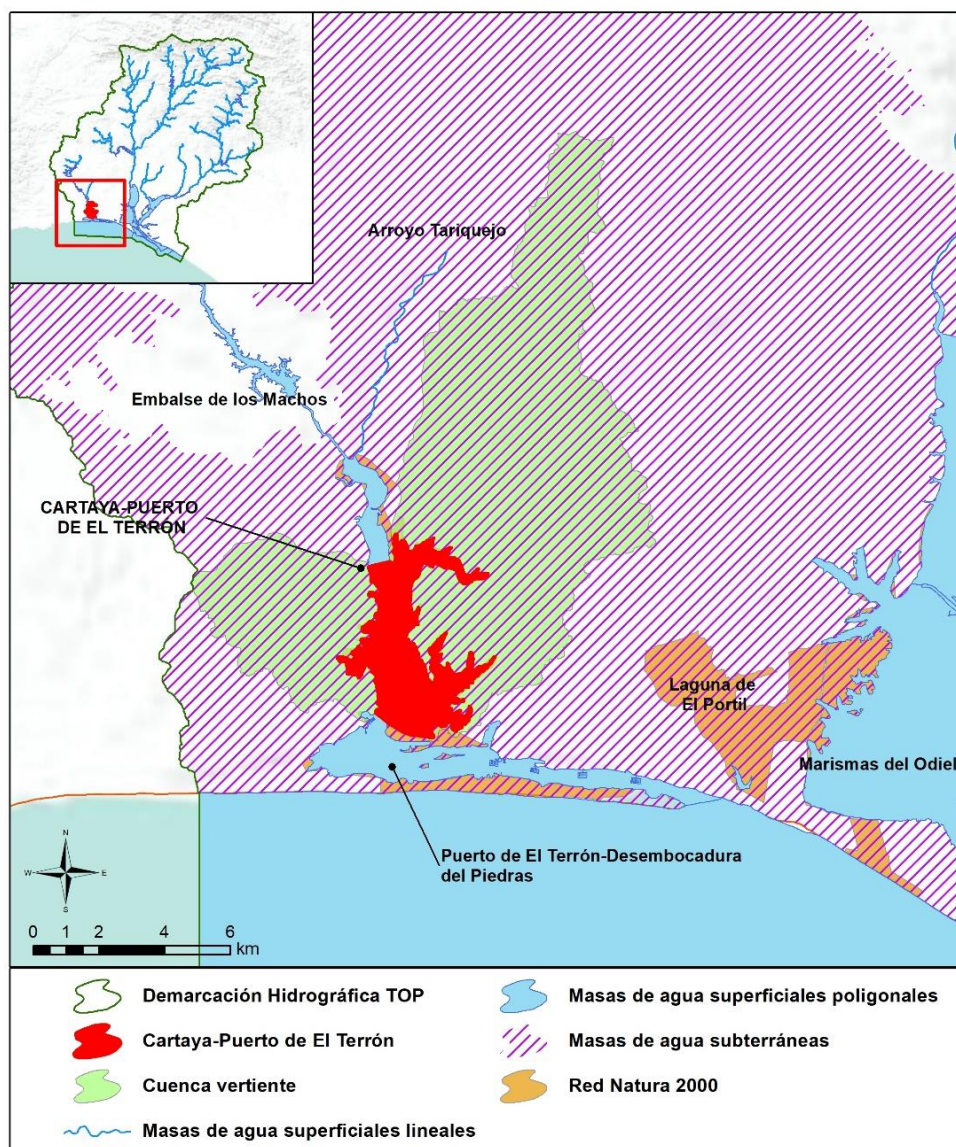 Arroyo Tariquejo
Embalse de los Machos
CARTAYA-PUERTO
DE EL TERRÓN
Laguna de
El Portil
Marismas del Odiel
Puerto de El Terrón-Desembocadura
del Piedras
N
W
E
S
0 1 2 4 6
km
Demarcación Hidrográfica TOP
Masas de agua superficiales poligonales
Cartaya-Puerto de El Terrón
Masas de agua subterráneas
Cuenca vertiente
Red Natura 2000
Masas de agua superficiales lineales